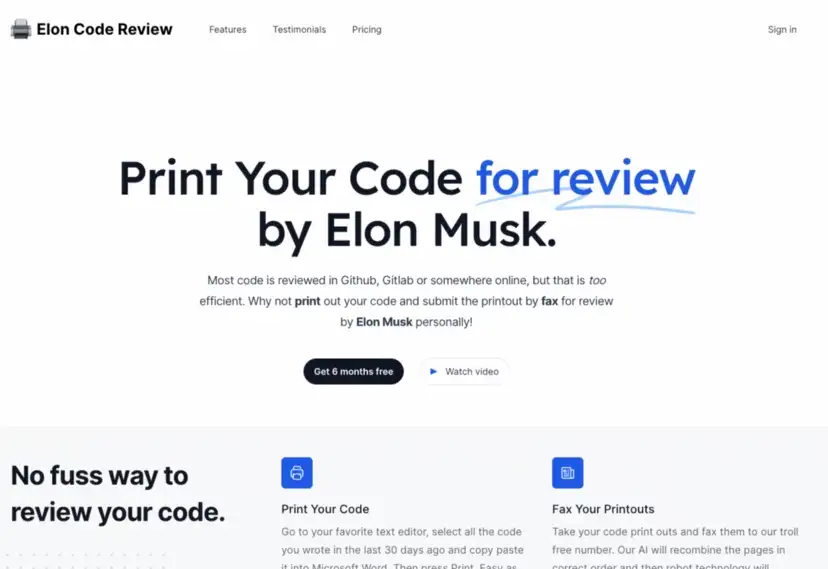 Elon Code Review
Features
Testimonials
Pricing
Sign in
Print Your Code for review
by Elon Musk.
Most code is reviewed in Github, Gitlab or somewhere online, but that is too
efficient. Why not print out your code and submit the printout by fax for review
by Elon Musk personally!
Get 6 months free
Watch video
No fuss way to
review your code.
Print Your Code
Go to your favorite text editor, select all the code
you wrote in the last 30 days ago and copy paste
it into Microsoft Word. Then press Print. Easy as
Fax Your Printouts
Take your code print outs and fax them to our troll
free number. Our AI will recombine the pages in
correct order and then robot technology will